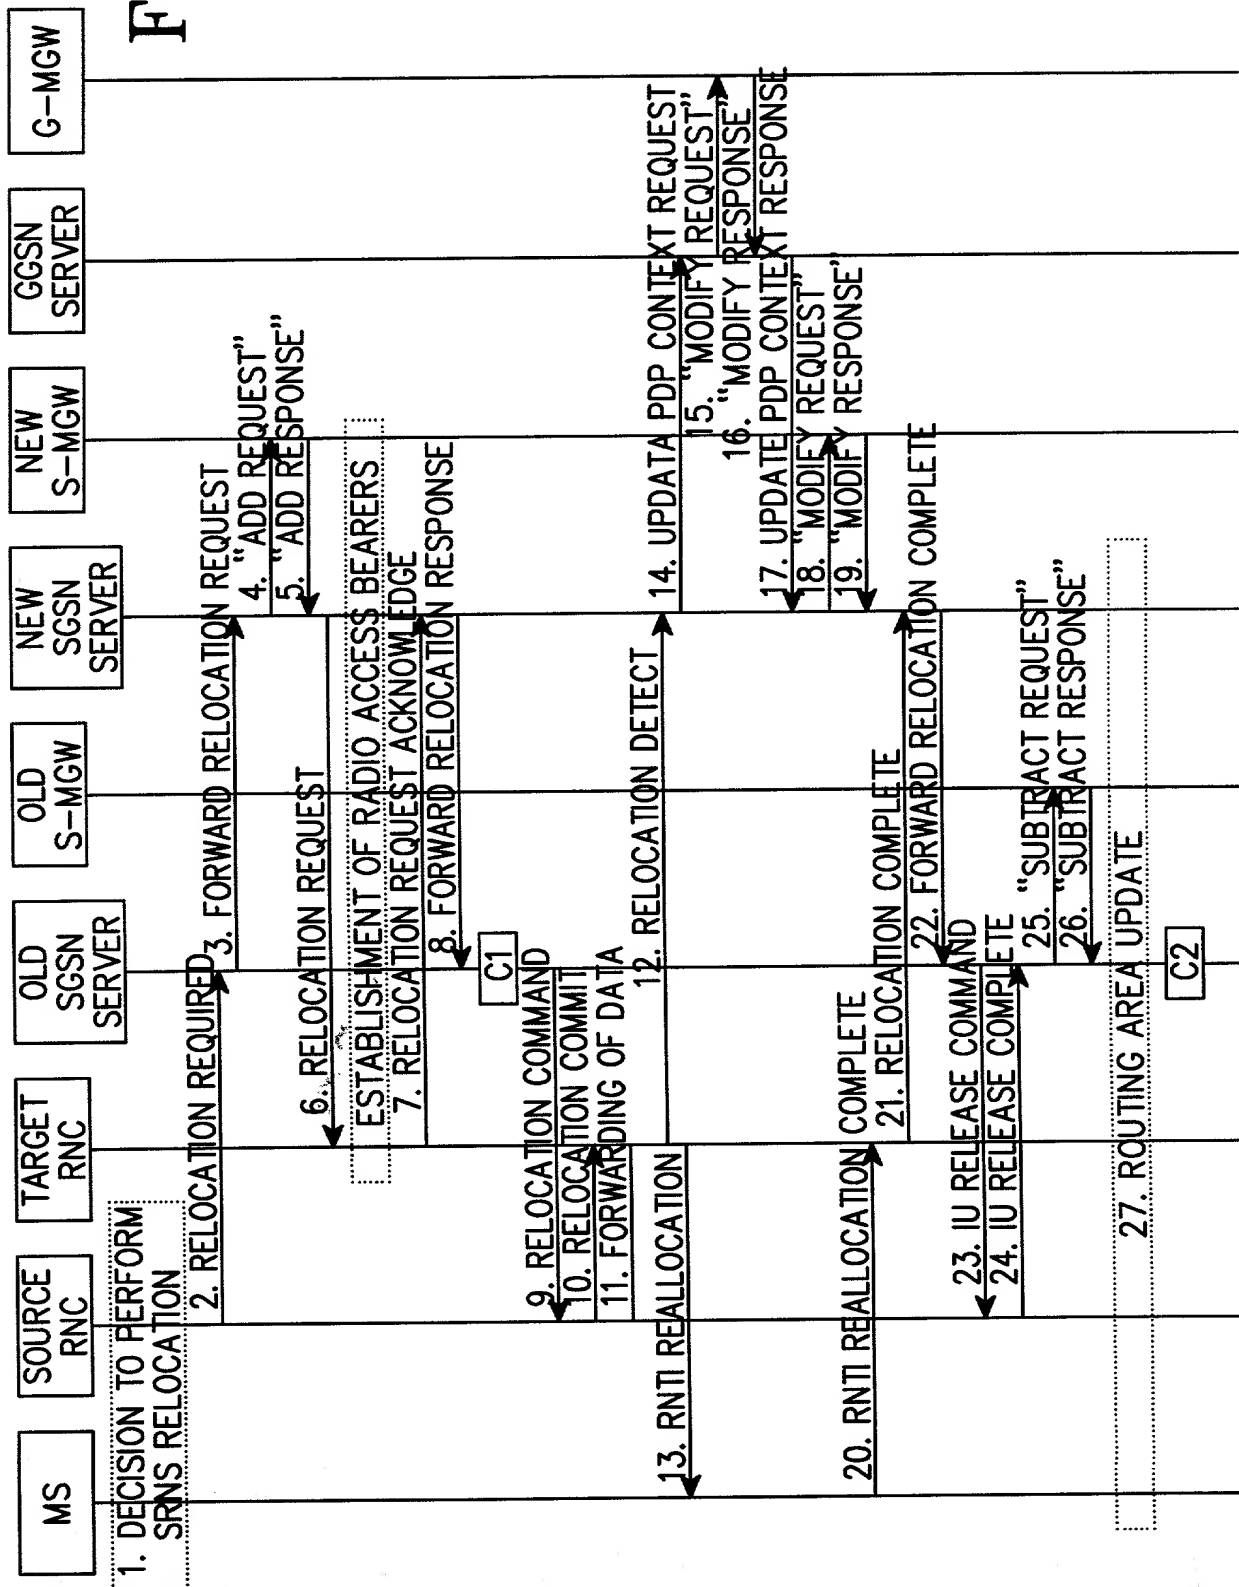 F
MS
SOURCE
RNC
TARGET
RNC
OLD
SGSN
SERVER
OLD
S-MGW
NEW
SGSN
SERVER
NEW
S-MGW
GGSN
SERVER
G-MGW
1. DECISION TO PERFORM
SRNS RELOCATION
2. RELOCATION REQUIRED
3. FORWARD RELOCATION REQUEST
4. "ADD REQUEST"
5. "ADD RESPONSE"
6. RELOCATION REQUEST
ESTABLISHMENT OF RADIO ACCESS BEARERS
7. RELOCATION REQUEST ACKNOWLEDGE
8. FORWARD RELOCATION RESPONSE
C1
9. RELOCATION COMMAND
10. RELOCATION COMMIT
11. FORWARDING OF DATA
12. RELOCATION DETECT
13. RNTI REALLOCATION
14. UPDATA PDP CONTEXT REQUEST
15. "MODIFY REQUEST"
16. "MODIFY RESPONSE"
17. UPDATE PDP CONTEXT RESPONSE
18. "MODIFY REQUEST"
19. "MODIFY RESPONSE"
20. RNTI REALLOCATION COMPLETE
21. RELOCATION COMPLETE
22. FORWARD RELOCATION COMPLETE
23. IU RELEASE COMMAND
24. IU RELEASE COMPLETE
25. "SUBTRACT REQUEST"
26. "SUBTRACT RESPONSE"
27. ROUTING AREA UPDATE
C2